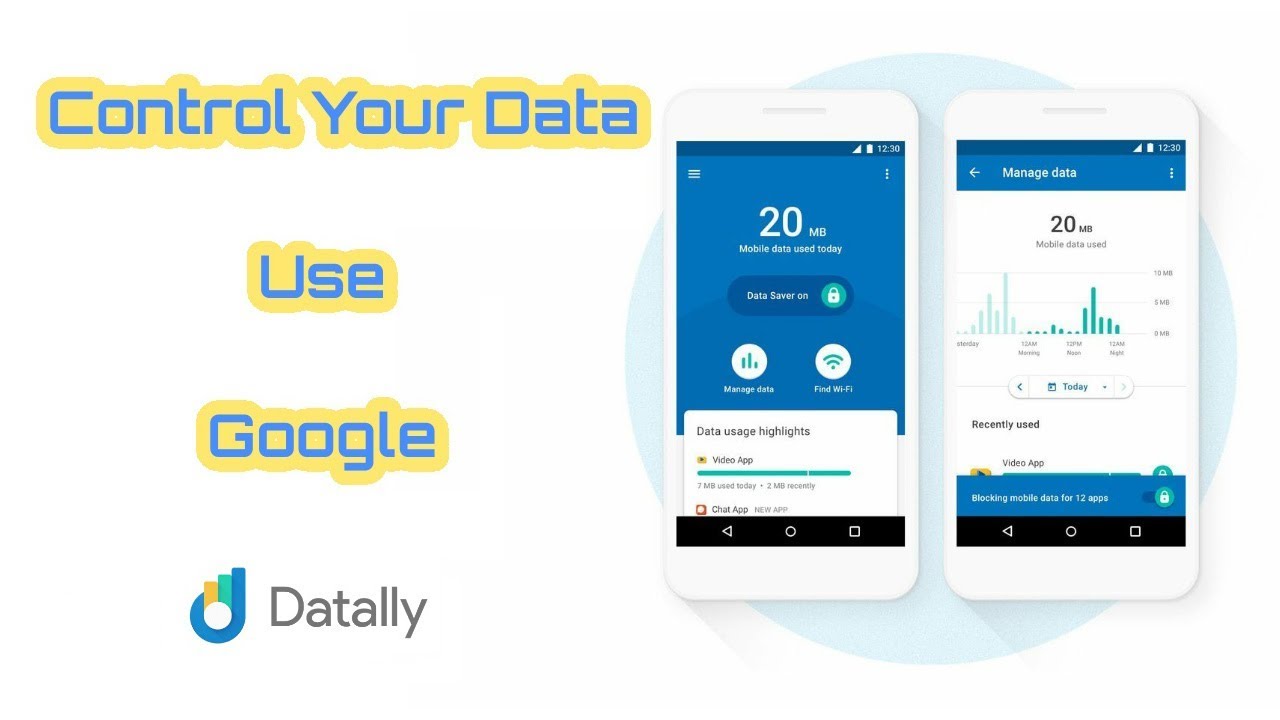 Control Your Data
Use
Google
Datally
12:30
20 MB
Mobile data used today
Data Saver on
Manage data
Find Wi-Fi
Data usage highlights
Video App
7 MB used today • 2 MB recently
Chat App NEW APP
12:30
Manage data
20 MB
Mobile data used
10 MB
5 MB
0 MB
sterday
12AM
Morning
12PM
Noon
12AM
Night
Today
Recently used
Video App
Blocking mobile data for 12 apps